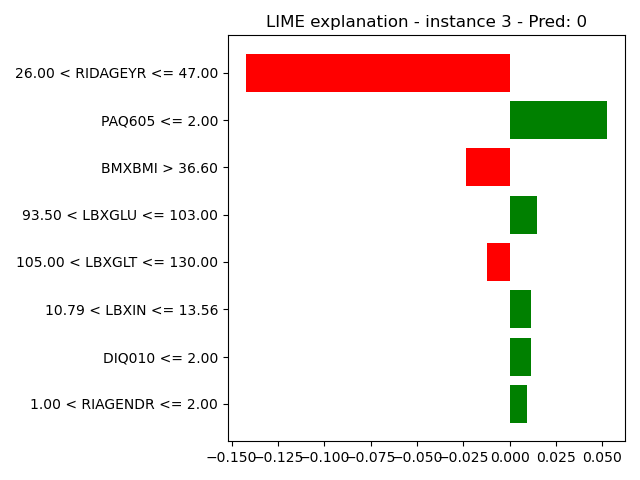 LIME explanation - instance 3 - Pred: 0
26.00 < RIDAGEYR <= 47.00
PAQ605 <= 2.00
BMXBMI > 36.60
93.50 < LBXGLU <= 103.00
105.00 < LBXGLT <= 130.00
10.79 < LBXIN <= 13.56
DIQ010 <= 2.00
1.00 < RIAGENDR <= 2.00
−0.150 −0.125 −0.100 −0.075 −0.050 −0.025 0.000 0.025 0.050